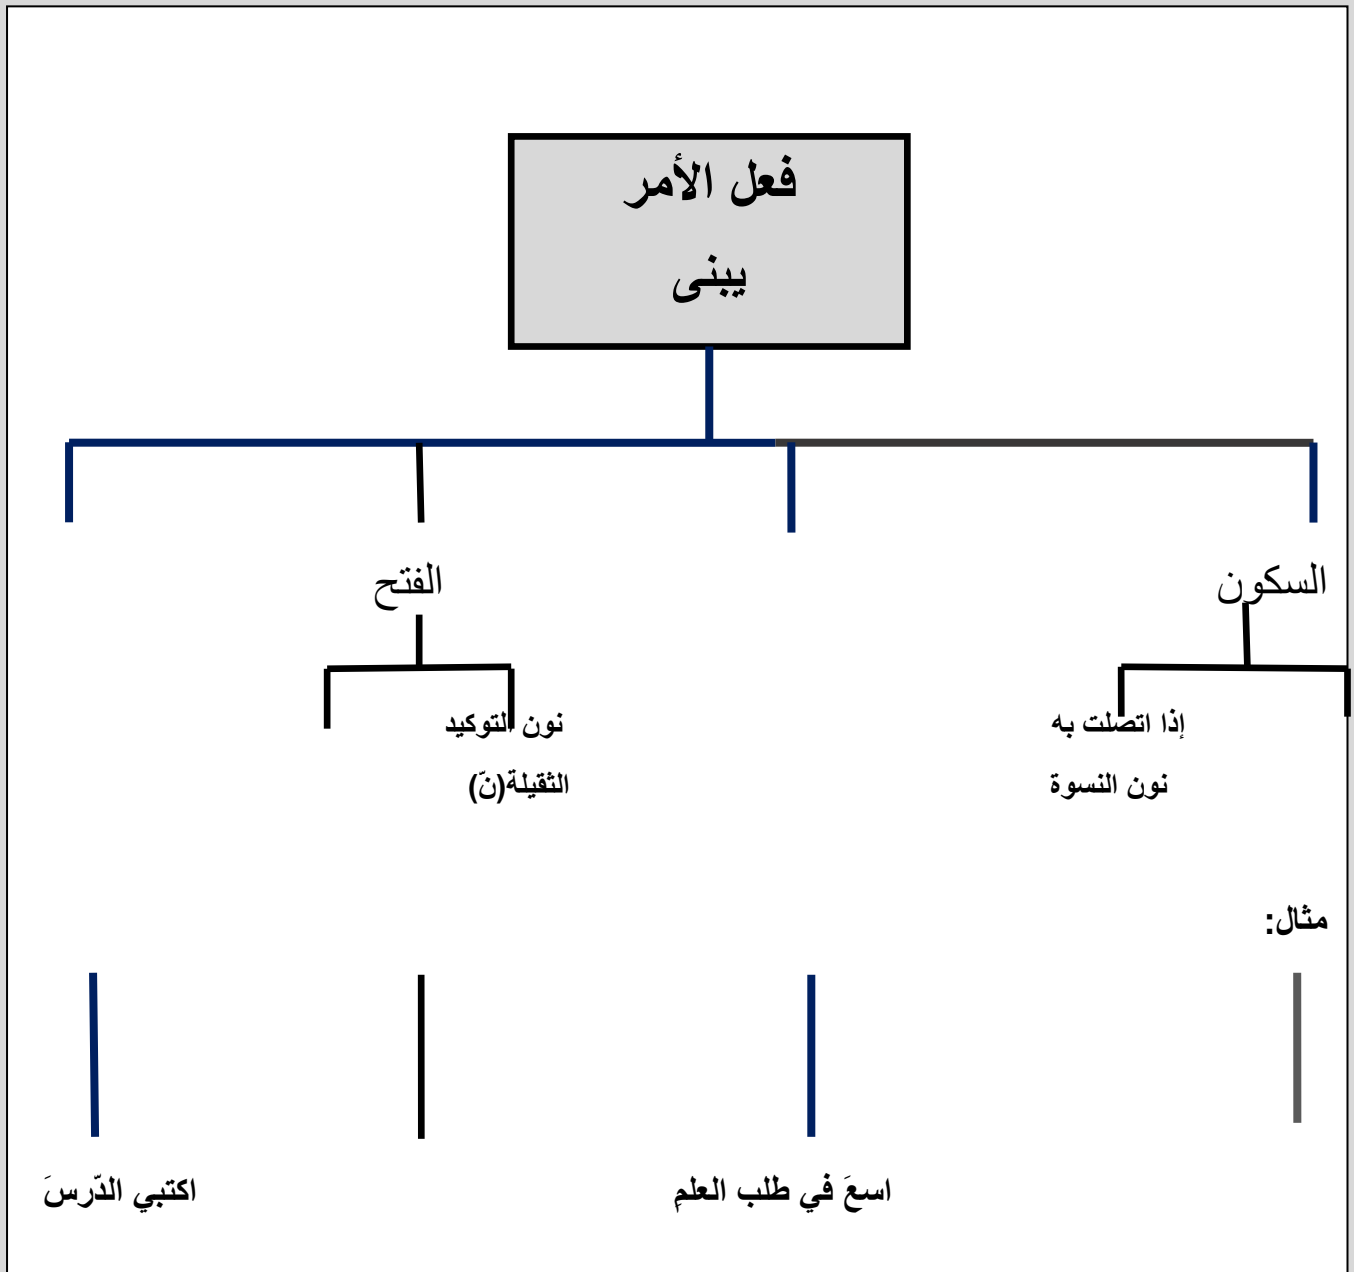 فعل الأمر
يبنى
السكون
الفتح
إذا اتصلت به
نون النسوة
نون التوكيد
الثقيلة(نّ)
مثال:
اسعَ في طلب العلمِ
اكتبي الدّرسَ